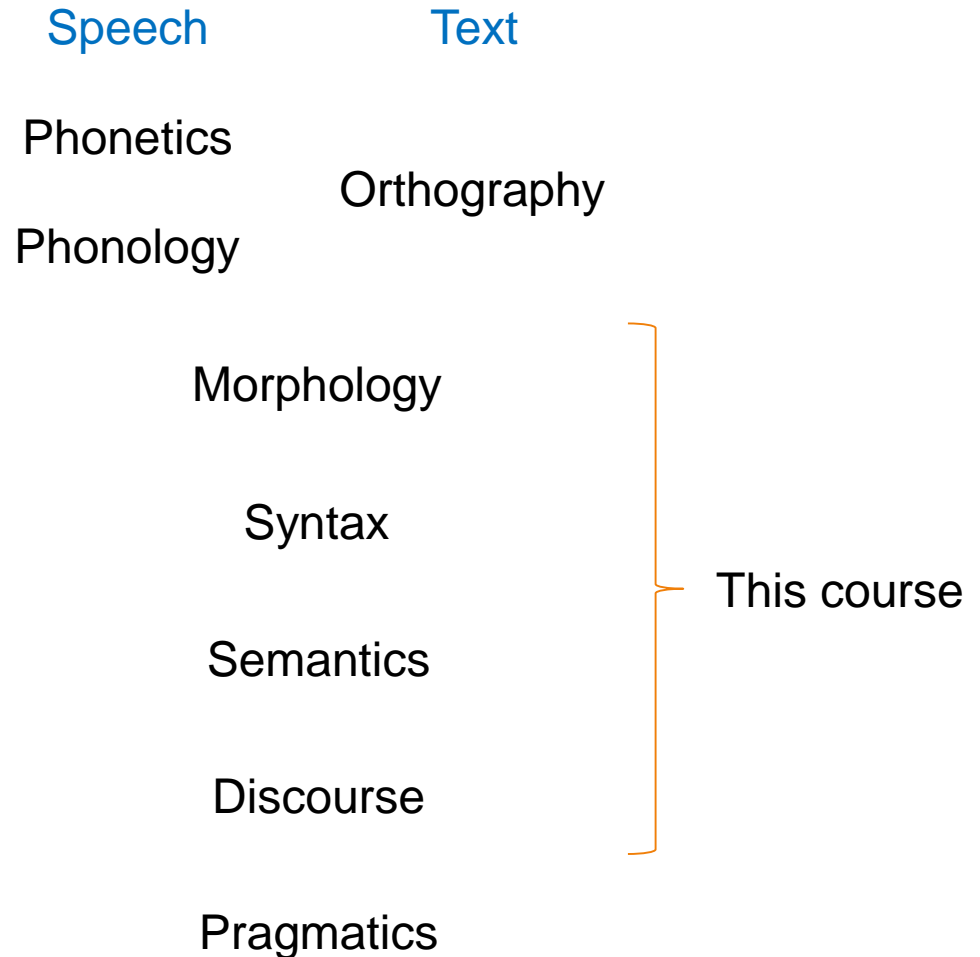 Speech Text
Phonetics
Orthography
Phonology
Morphology
Syntax
This course
Semantics
Discourse
Pragmatics